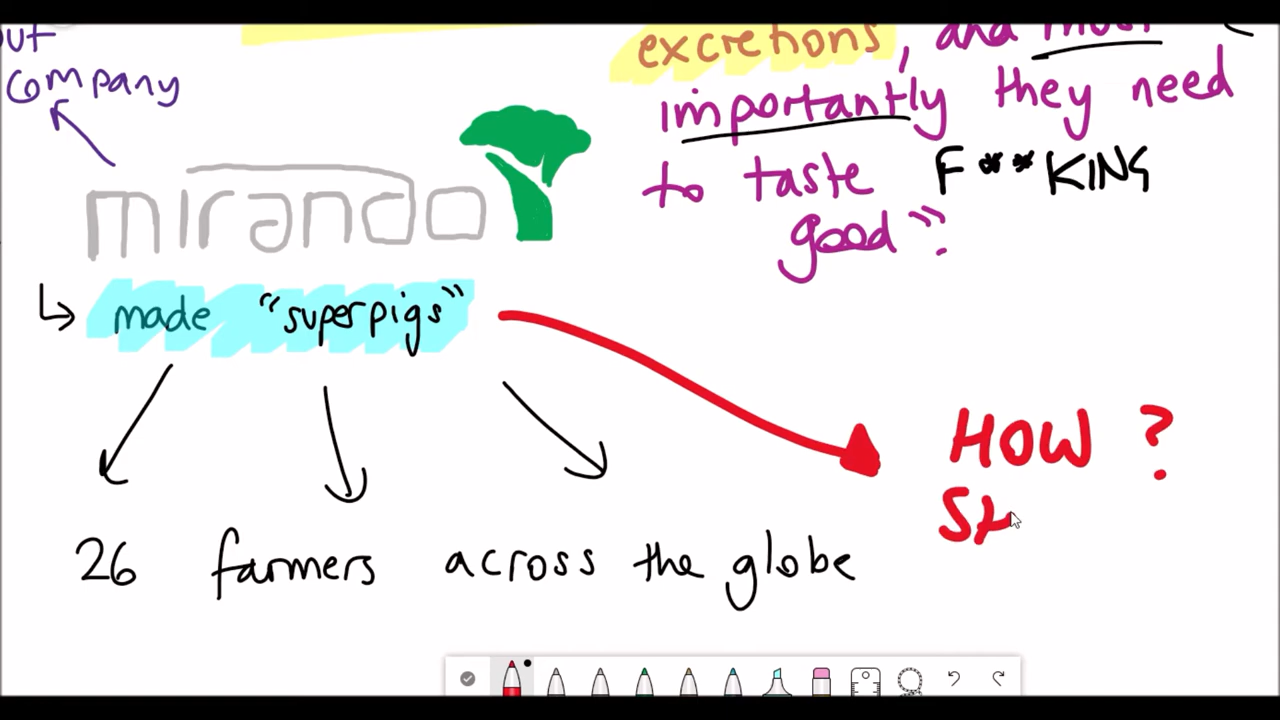 company
excretions, and most
importantly they need
to taste F**KING
good".
mirando
↳ made "superpigs"
HOW ?
26 farmers across the globe